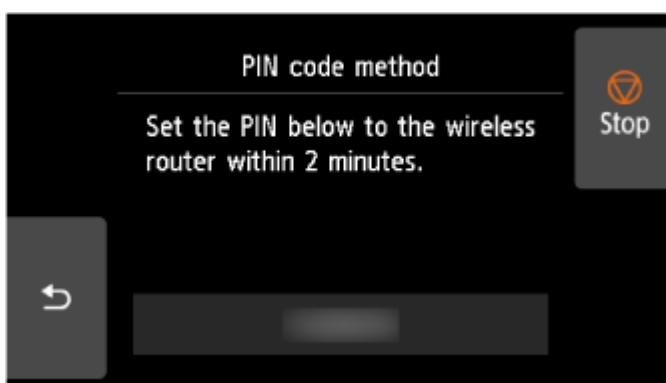 PIN code method
Set the PIN below to the wireless
router within 2 minutes.
Stop